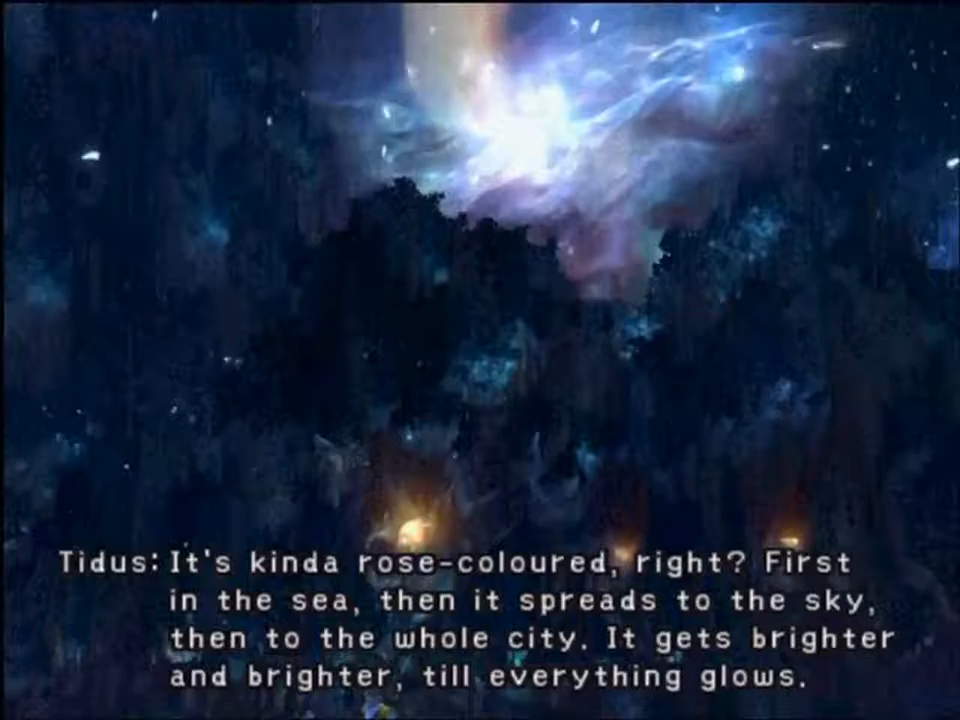 Tidus: It's kinda rose-coloured, right? First
in the sea, then it spreads to the sky,
then to the whole city. It gets brighter
and brighter, till everything glows.